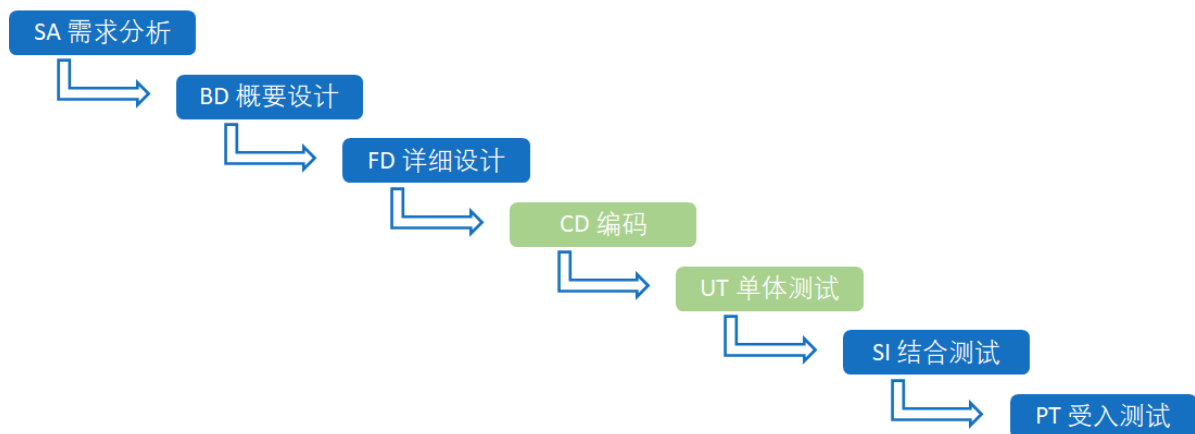 SA 需求分析
BD 概要设计
FD 详细设计
CD 编码
UT 单体测试
SI 结合测试
PT 受入测试